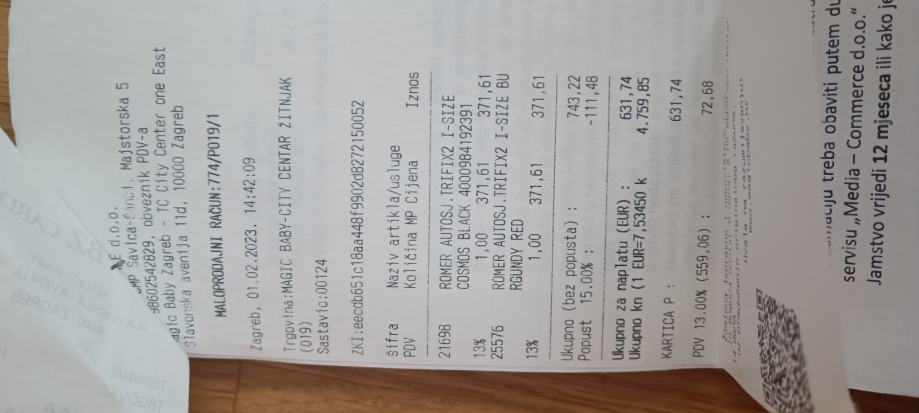 d.o.o.
Savica-Šanci, Majstorska 5
98602542829, obveznik PDV-a
Magic Baby Zagreb - TC City Center one East
Slavonska avenija 11d, 10000 Zagreb
MALOPRODAJNI RAČUN:774/P019/1
Zagreb, 01.02.2023. 14:42:09
Trgovina:MAGIC BABY-CITY CENTAR ŽITNJAK
(019)
Sastavio:00124
ZKI:eecdb651c18aa448f9902d8272150052
Šifra Naziv artikla/usluge
PDV Količina MP Cijena Iznos
21698 ROMER AUTOSJ.TRIFIX2 I-SIZE
COSMOS BLACK 4000984192391
13% 1,00 371,61 371,61
25576 ROMER AUTOSJ.TRIFIX2 I-SIZE BU
RGUNDY RED
13% 1,00 371,61 371,61
Ukupno (bez popusta) : 743,22
Popust 15.00% : -111,48
Ukupno za naplatu (EUR) : 631,74
Ukupno kn (1 EUR=7,53450 k 4.759,85
KARTICA P : 631,74
PDV 13.00% (559,06) : 72,68
treba obaviti putem du
servisu „Media – Commerce d.o.o.”
Jamstvo vrijedi 12 mjeseca ili kako je